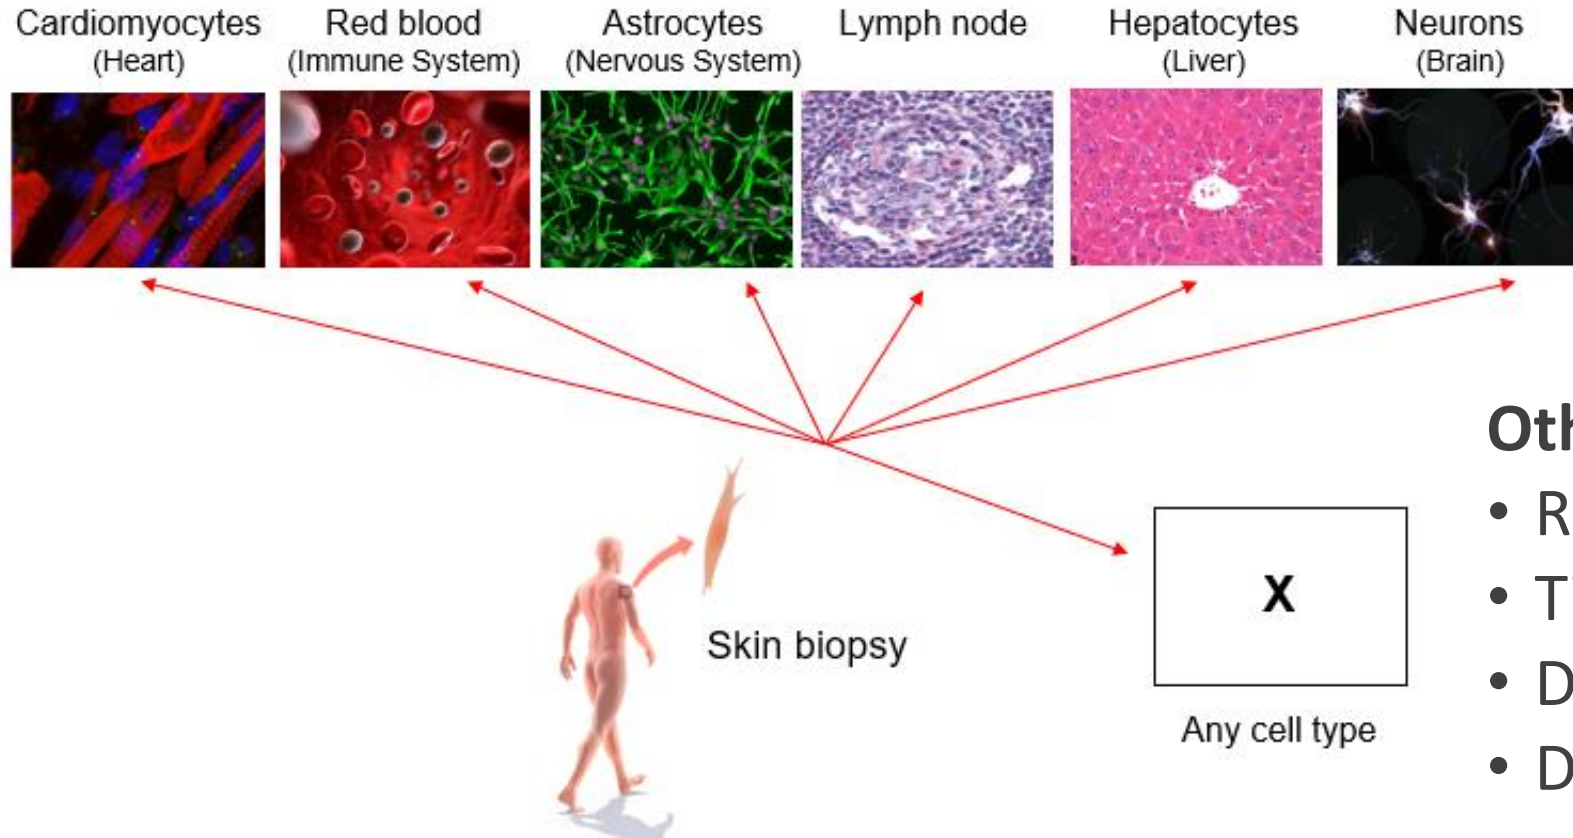 Cardiomyocytes
(Heart)
Red blood
(Immune System)
Astrocytes
(Nervous System)
Lymph node
Hepatocytes
(Liver)
Neurons
(Brain)
Skin biopsy
X
Any cell type